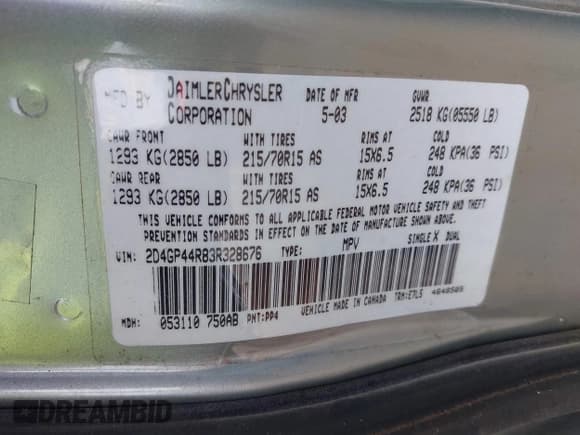 MFD BY DAIMLERCHRYSLER CORPORATION DATE OF MFR 5-03 GVWR 2518 KG(05550 LB)
GAWR FRONT WITH TIRES RIMS AT COLD
1293 KG(2850 LB) 215/70R15 AS 15X6.5 248 KPA(36 PSI)
GAWR REAR WITH TIRES RIMS AT COLD
1293 KG(2850 LB) 215/70R15 AS 15X6.5 248 KPA(36 PSI)
THIS VEHICLE CONFORMS TO ALL APPLICABLE FEDERAL MOTOR VEHICLE SAFETY AND THEFT
PREVENTION STANDARDS IN EFFECT ON THE DATE OF MANUFACTURE SHOWN ABOVE.
VIN: 2D4GP44R83R328676 TYPE: MPV SINGLE X DUAL
MDH: 053110 750AB PNT:PP4 VEHICLE MADE IN CANADA TRM:E7L5
DREAMBID